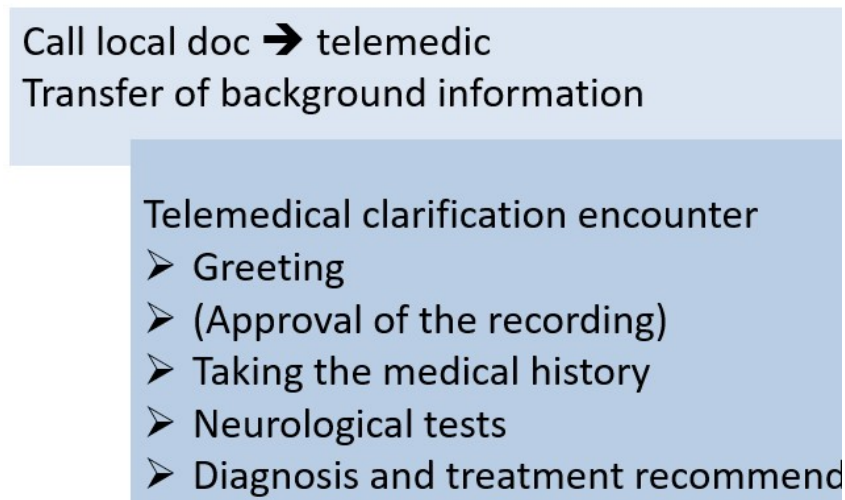 Call local doc 🡲 telemedic
Transfer of background information
Telemedical clarification encounter
➢ Greeting
➢ (Approval of the recording)
➢ Taking the medical history
➢ Neurological tests
➢ Diagnosis and treatment recommend